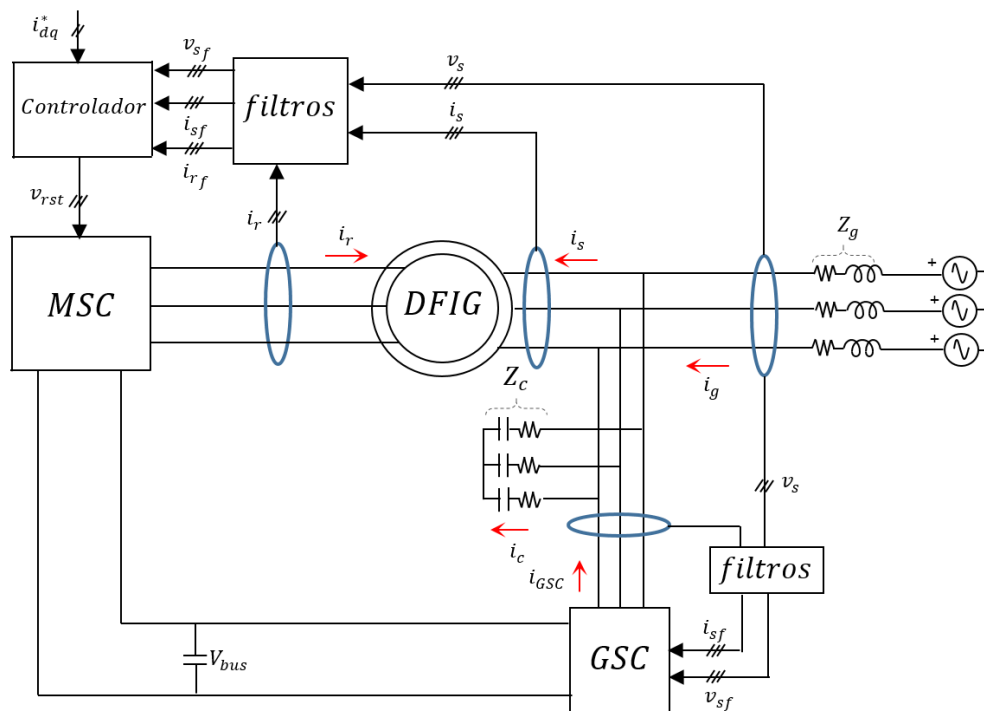 i*dq
vsf
vs
Controlador
filtros
is
isf
irf
vrst
ir
ir
is
Zg
+
MSC
DFIG
+
+
ig
Zc
vs
ic
iGSC
filtros
isf
Vbus
GSC
vsf